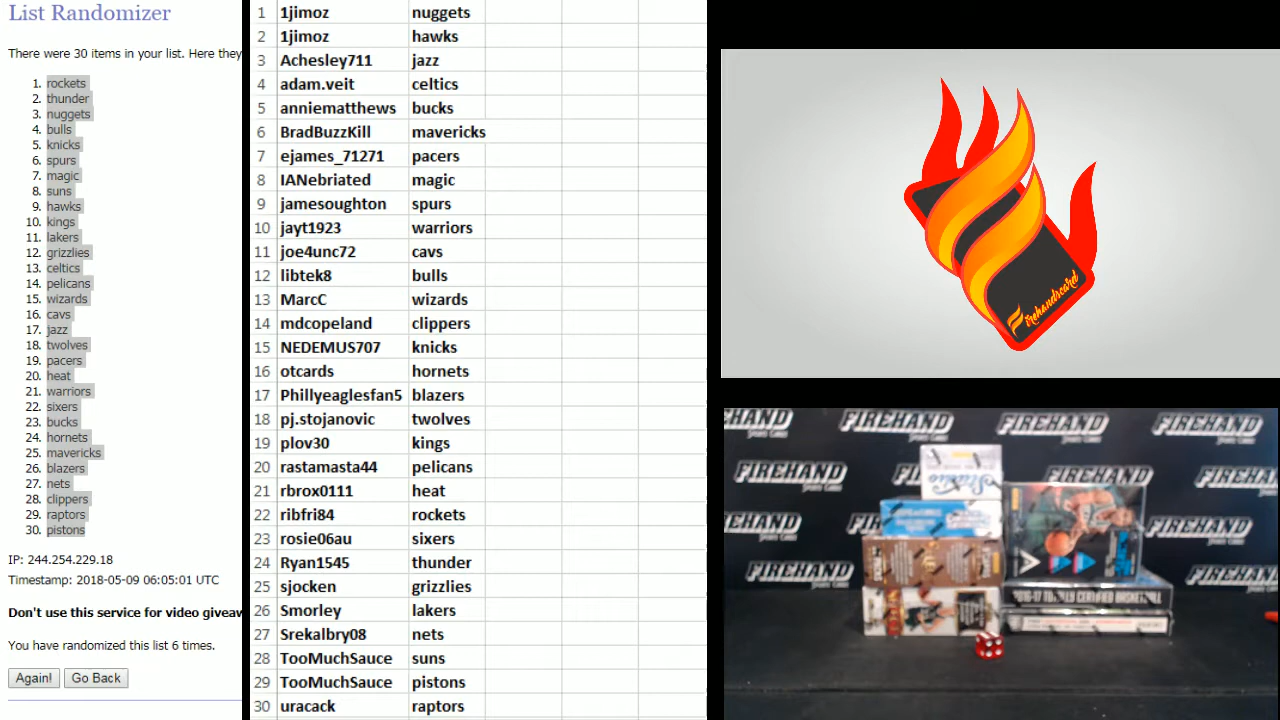 List Randomizer
There were 30 items in your list. Here they
1. rockets
2. thunder
3. nuggets
4. bulls
5. knicks
6. spurs
7. magic
8. suns
9. hawks
10. kings
11. lakers
12. grizzlies
13. celtics
14. pelicans
15. wizards
16. cavs
17. jazz
18. twolves
19. pacers
20. heat
21. warriors
22. sixers
23. bucks
24. hornets
25. mavericks
26. blazers
27. nets
28. clippers
29. raptors
30. pistons
IP: 244.254.229.18
Timestamp: 2018-05-09 06:05:01 UTC
Don't use this service for video giveaw
You have randomized this list 6 times.
Again! Go Back
1 1jimoz nuggets
2 1jimoz hawks
3 Achesley711 jazz
4 adam.veit celtics
5 anniematthews bucks
6 BradBuzzKill mavericks
7 ejames_71271 pacers
8 IANebriated magic
9 jamesoughton spurs
10 jayt1923 warriors
11 joe4unc72 cavs
12 libtek8 bulls
13 MarcC wizards
14 mdcopeland clippers
15 NEDEMUS707 knicks
16 otcards hornets
17 Phillyeaglesfan5 blazers
18 pj.stojanovic twolves
19 plov30 kings
20 rastamasta44 pelicans
21 rbrox0111 heat
22 ribfri84 rockets
23 rosie06au sixers
24 Ryan1545 thunder
25 sjocken grizzlies
26 Smorley lakers
27 Srekalbry08 nets
28 TooMuchSauce suns
29 TooMuchSauce pistons
30 uracack raptors
Firehandscard
FIREHAND FIREHAND FIREHAND
FIREHAND FIREHAND
FIREHAND
FIREHAND FIREHAND
2016-17 TOTALLY CERTIFIED BASKETBALL